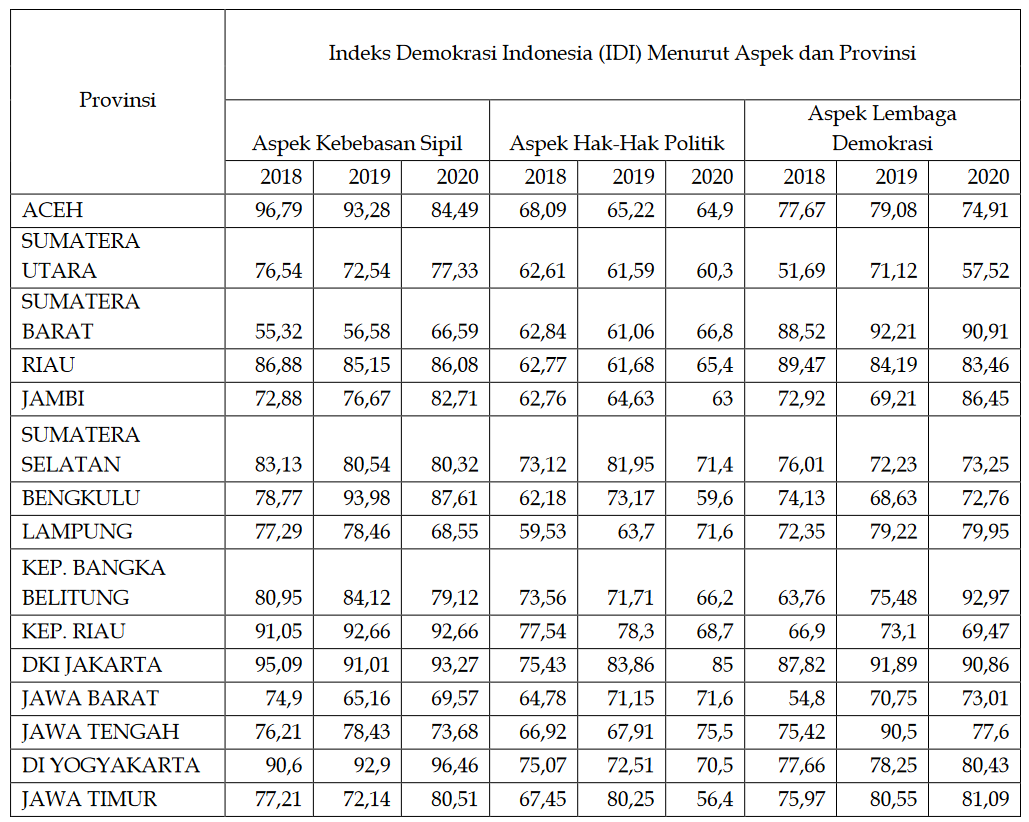 Indeks Demokrasi Indonesia (IDI) Menurut Aspek dan Provinsi
Provinsi
Aspek Kebebasan Sipil Aspek Hak-Hak Politik Aspek Lembaga
Demokrasi
2018 2019 2020 2018 2019 2020 2018 2019 2020
ACEH 96,79 93,28 84,49 68,09 65,22 64,9 77,67 79,08 74,91
SUMATERA
UTARA 76,54 72,54 77,33 62,61 61,59 60,3 51,69 71,12 57,52
SUMATERA
BARAT 55,32 56,58 66,59 62,84 61,06 66,8 88,52 92,21 90,91
RIAU 86,88 85,15 86,08 62,77 61,68 65,4 89,47 84,19 83,46
JAMBI 72,88 76,67 82,71 62,76 64,63 63 72,92 69,21 86,45
SUMATERA
SELATAN 83,13 80,54 80,32 73,12 81,95 71,4 76,01 72,23 73,25
BENGKULU 78,77 93,98 87,61 62,18 73,17 59,6 74,13 68,63 72,76
LAMPUNG 77,29 78,46 68,55 59,53 63,7 71,6 72,35 79,22 79,95
KEP. BANGKA
BELITUNG 80,95 84,12 79,12 73,56 71,71 66,2 63,76 75,48 92,97
KEP. RIAU 91,05 92,66 92,66 77,54 78,3 68,7 66,9 73,1 69,47
DKI JAKARTA 95,09 91,01 93,27 75,43 83,86 85 87,82 91,89 90,86
JAWA BARAT 74,9 65,16 69,57 64,78 71,15 71,6 54,8 70,75 73,01
JAWA TENGAH 76,21 78,43 73,68 66,92 67,91 75,5 75,42 90,5 77,6
DI YOGYAKARTA 90,6 92,9 96,46 75,07 72,51 70,5 77,66 78,25 80,43
JAWA TIMUR 77,21 72,14 80,51 67,45 80,25 56,4 75,97 80,55 81,09